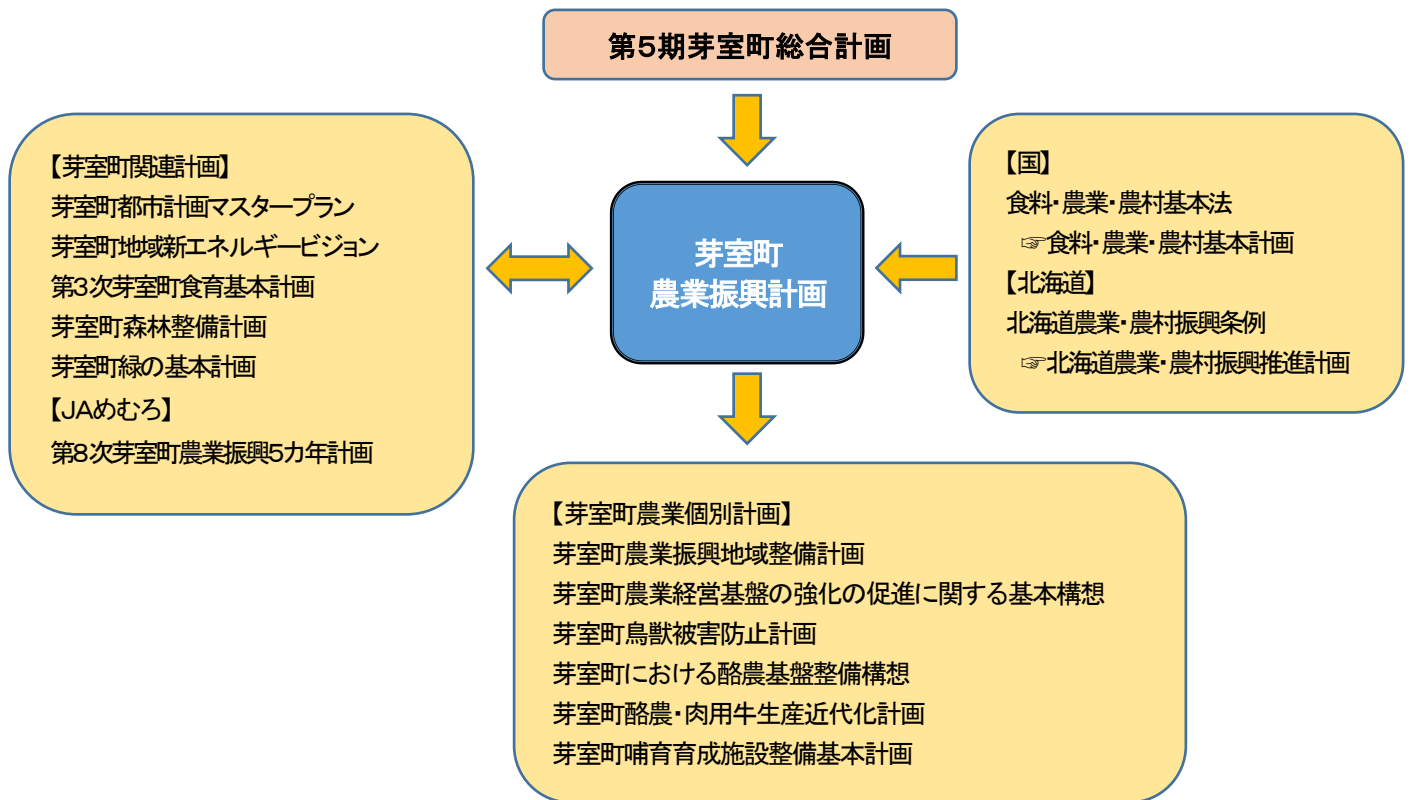 第5期芽室町総合計画
【芽室町関連計画】
芽室町都市計画マスタープラン
芽室町地域新エネルギービジョン
第3次芽室町食育基本計画
芽室町森林整備計画
芽室町緑の基本計画
【JAめむろ】
第8次芽室町農業振興5カ年計画
芽室町
農業振興計画
【国】
食料・農業・農村基本法
☞食料・農業・農村基本計画
【北海道】
北海道農業・農村振興条例
☞北海道農業・農村振興推進計画
【芽室町農業個別計画】
芽室町農業振興地域整備計画
芽室町農業経営基盤の強化の促進に関する基本構想
芽室町鳥獣被害防止計画
芽室町における酪農基盤整備構想
芽室町酪農・肉用牛生産近代化計画
芽室町哺育育成施設整備基本計画